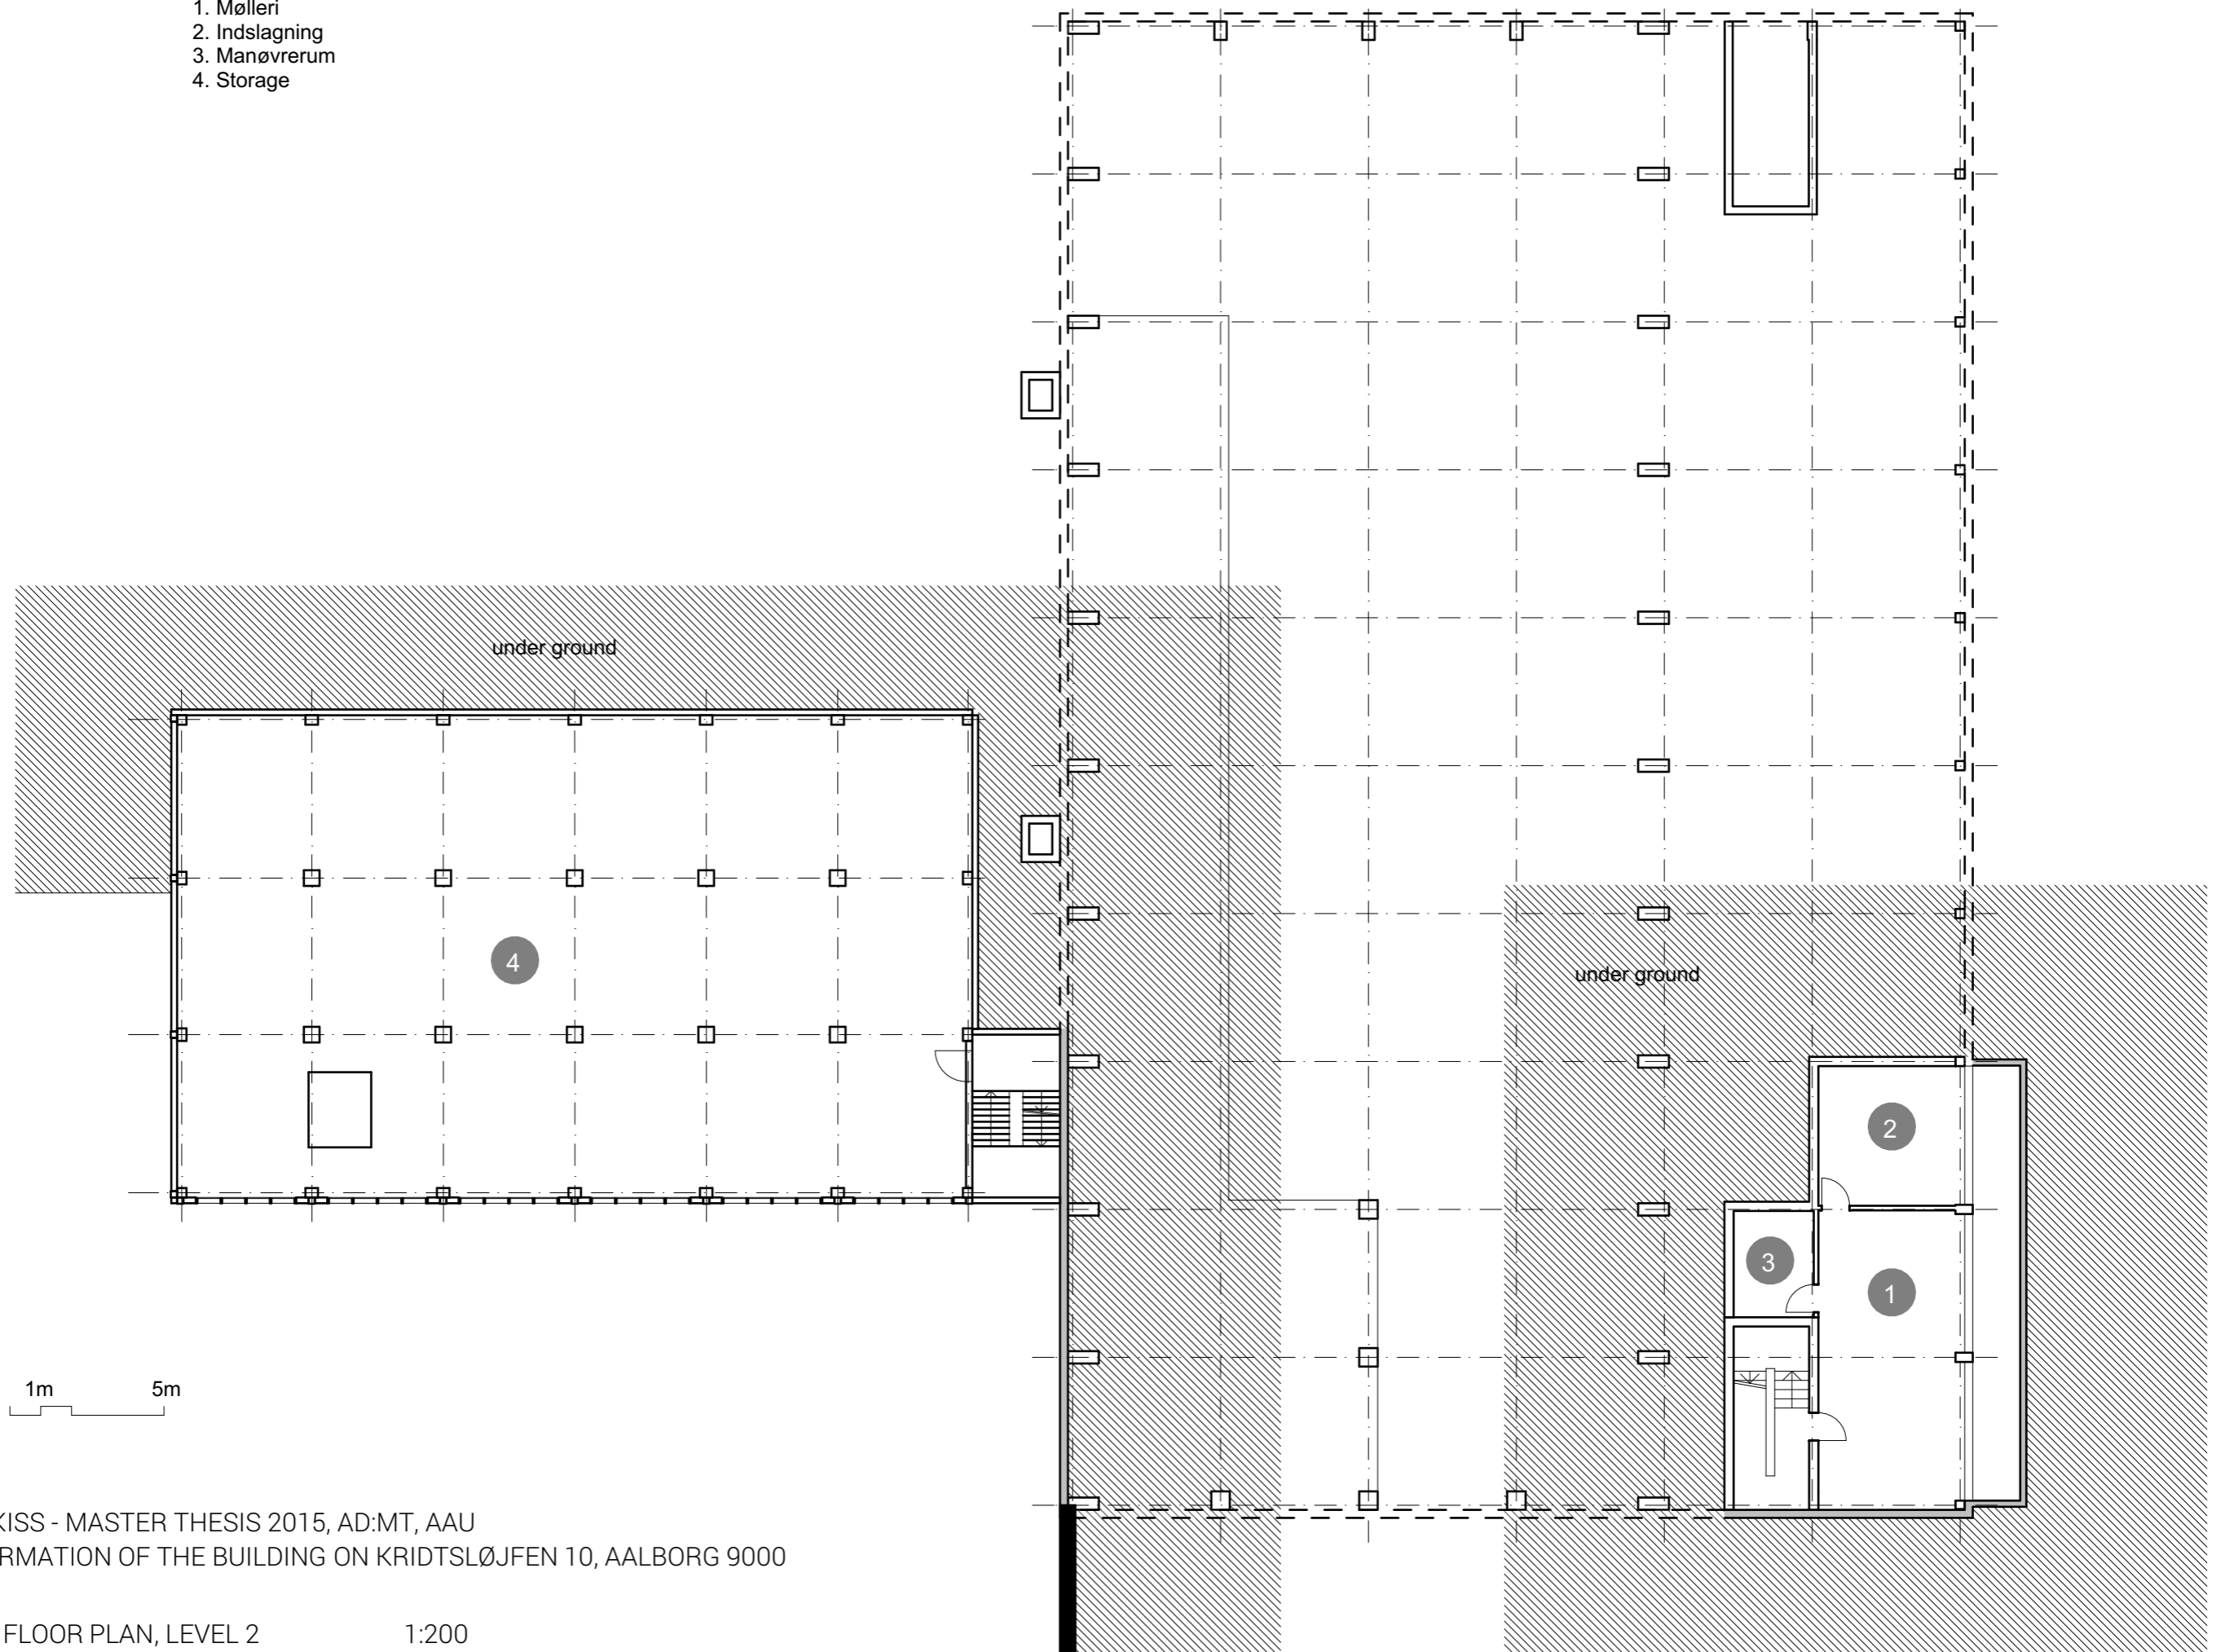 1. Mølleri
2. Indslagning
3. Manøvrerum
4. Storage
under ground
4
under ground
2
3
1
1m 5m
KISS - MASTER THESIS 2015, AD:MT, AAU
RMATION OF THE BUILDING ON KRIDTSLØJFEN 10, AALBORG 9000
FLOOR PLAN, LEVEL 2 1:200